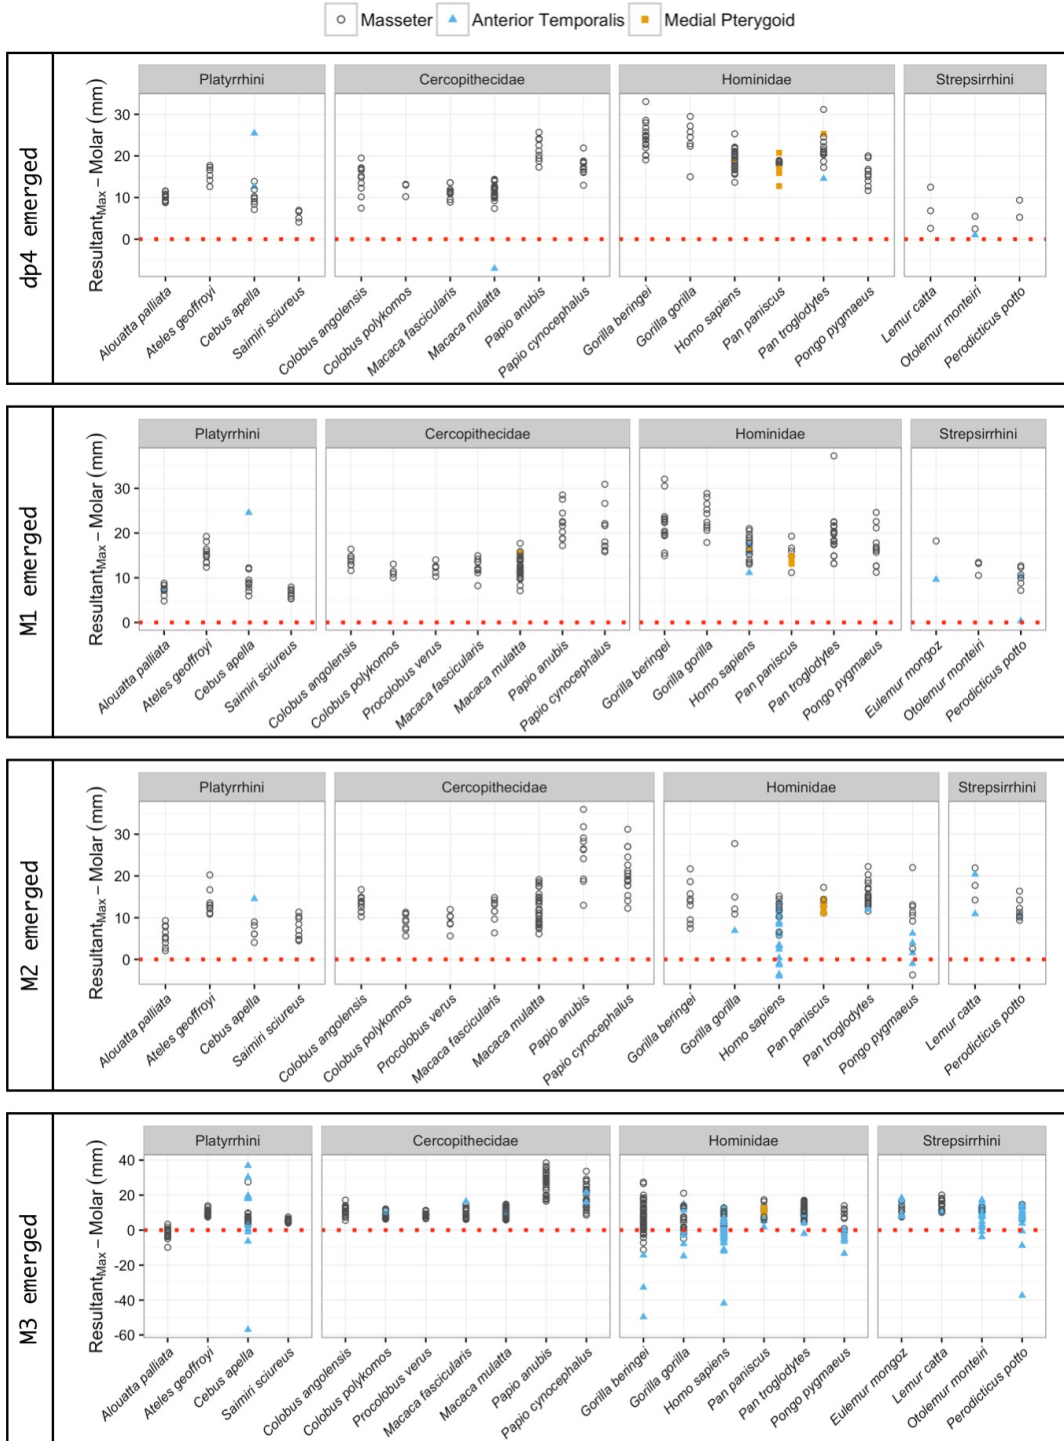 Masseter Anterior Temporalis Medial Pterygoid
dp4 emerged
Resultant_Max − Molar (mm)
Platyrrhini Cercopithecidae Hominidae Strepsirrhini
30
20
10
0
Alouatta palliata Ateles geoffroyi Cebus apella Saimiri sciureus Colobus angolensis Colobus polykomos Macaca fascicularis Macaca mulatta Papio anubis Papio cynocephalus Gorilla beringei Gorilla gorilla Homo sapiens Pan paniscus Pan troglodytes Pongo pygmaeus Lemur catta Otolemur monteiri Perodicticus potto
M1 emerged
Resultant_Max − Molar (mm)
Platyrrhini Cercopithecidae Hominidae Strepsirrhini
30
20
10
0
Alouatta palliata Ateles geoffroyi Cebus apella Saimiri sciureus Colobus angolensis Colobus polykomos Procolobus verus Macaca fascicularis Macaca mulatta Papio anubis Papio cynocephalus Gorilla beringei Gorilla gorilla Homo sapiens Pan paniscus Pan troglodytes Pongo pygmaeus Eulemur mongoz Otolemur monteiri Perodicticus potto
M2 emerged
Resultant_Max − Molar (mm)
Platyrrhini Cercopithecidae Hominidae Strepsirrhini
30
20
10
0
Alouatta palliata Ateles geoffroyi Cebus apella Saimiri sciureus Colobus angolensis Colobus polykomos Procolobus verus Macaca fascicularis Macaca mulatta Papio anubis Papio cynocephalus Gorilla beringei Gorilla gorilla Homo sapiens Pan paniscus Pan troglodytes Pongo pygmaeus Lemur catta Perodicticus potto
M3 emerged
Resultant_Max − Molar (mm)
Platyrrhini Cercopithecidae Hominidae Strepsirrhini
40
20
0
-20
-40
-60
Alouatta palliata Ateles geoffroyi Cebus apella Saimiri sciureus Colobus angolensis Colobus polykomos Procolobus verus Macaca fascicularis Macaca mulatta Papio anubis Papio cynocephalus Gorilla beringei Gorilla gorilla Homo sapiens Pan paniscus Pan troglodytes Pongo pygmaeus Eulemur mongoz Lemur catta Otolemur monteiri Perodicticus potto